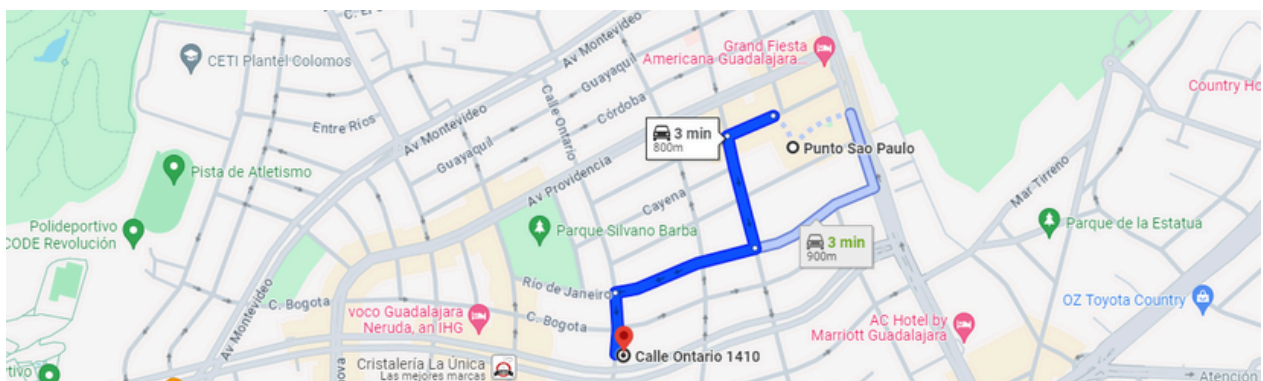 Av Montevideo
Guayaquil
Grand Fiesta
Americana Guadalajara...
CETI Plantel Colomos
Country Ho
Calle Ontario
Córdoba
Entre Ríos
Av Montevideo
3 min
800m
Punto Sao Paulo
Guayaquil
Pista de Atletismo
Av Providencia
Mar Tirreno
Cayena
Polideportivo
CODE Revolución
Parque Silvano Barba
Parque de la Estatua
3 min
900m
Río de Janeiro
C. Bogota
OZ Toyota Country
voco Guadalajara
Neruda, an IHG
C. Bogota
AC Hotel by
Marriott Guadalajara
Av Montevideo
Calle Ontario 1410
Cristalería La Única
Las mejores marcas
nova
tivo
Atención